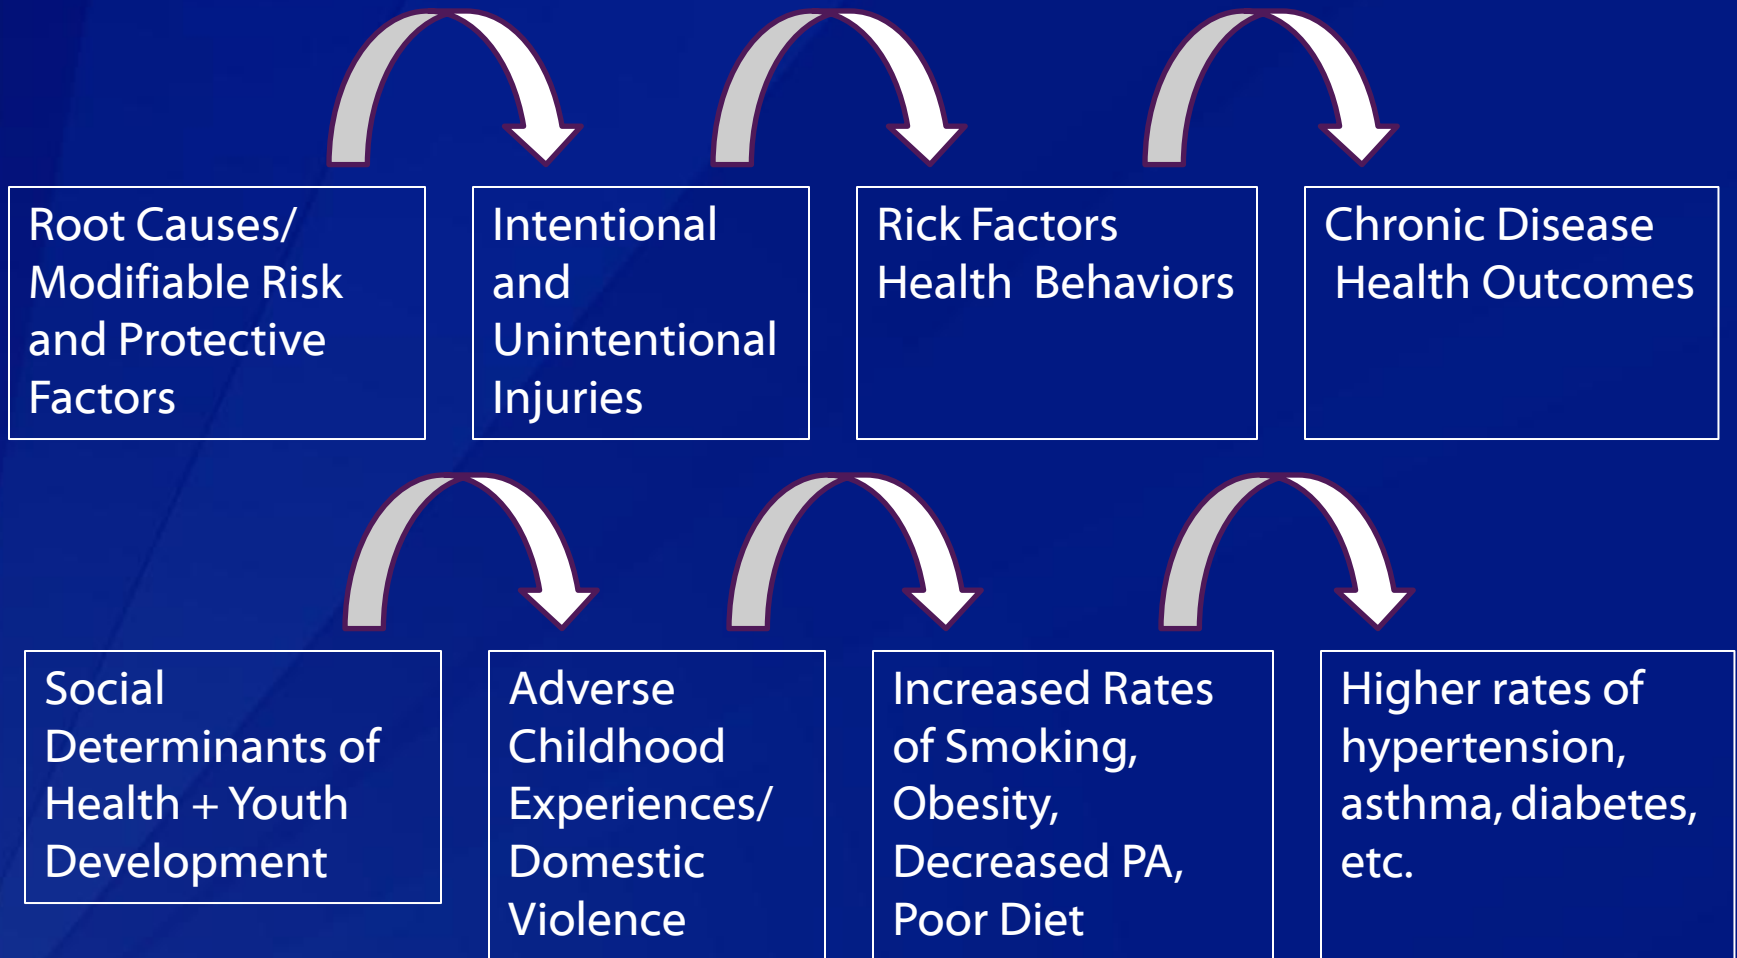 Root Causes/
Modifiable Risk
and Protective
Factors
Intentional
and
Unintentional
Injuries
Rick Factors
Health Behaviors
Chronic Disease
Health Outcomes
Social
Determinants of
Health + Youth
Development
Adverse
Childhood
Experiences/
Domestic
Violence
Increased Rates
of Smoking,
Obesity,
Decreased PA,
Poor Diet
Higher rates of
hypertension,
asthma, diabetes,
etc.